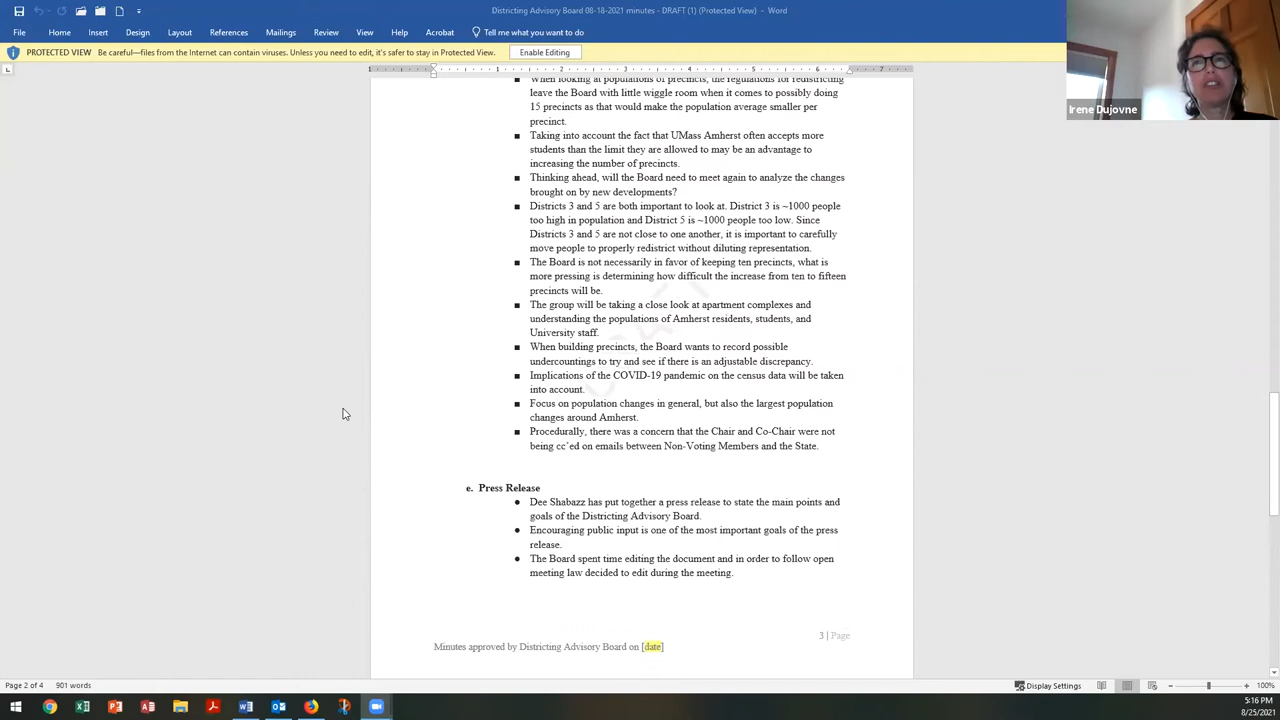 Districting Advisory Board 08-18-2021 minutes - DRAFT (1) (Protected View) - Word
File Home Insert Draw Design Layout References Mailings Review View Help Acrobat Tell me what you want to do
PROTECTED VIEW Be careful—files from the Internet can contain viruses. Unless you need to edit, it's safer to stay in Protected View. Enable Editing
1 1 2 3 4 5 6 7
Irene Dujovne
When looking at populations of precincts, the regulations for redistricting
leave the Board with little wiggle room when it comes to possibly doing
15 precincts as that would make the population average smaller per
precinct.
Taking into account the fact that UMass Amherst often accepts more
students than the limit they are allowed to may be an advantage to
increasing the number of precincts.
Thinking ahead, will the Board need to meet again to analyze the changes
brought on by new developments?
Districts 3 and 5 are both important to look at. District 3 is ~1000 people
too high in population and District 5 is ~1000 people too low. Since
Districts 3 and 5 are not close to one another, it is important to carefully
move people to properly redistrict without diluting representation.
The Board is not necessarily in favor of keeping ten precincts, what is
more pressing is determining how difficult the increase from ten to fifteen
precincts will be.
The group will be taking a close look at apartment complexes and
understanding the populations of Amherst residents, students, and
University staff.
When building precincts, the Board wants to record possible
undercountings to try and see if there is an adjustable discrepancy.
Implications of the COVID-19 pandemic on the census data will be taken
into account.
Focus on population changes in general, but also the largest population
changes around Amherst.
Procedurally, there was a concern that the Chair and Co-Chair were not
being cc'ed on emails between Non-Voting Members and the State.
e. Press Release
Dee Shabazz has put together a press release to state the main points and
goals of the Districting Advisory Board.
Encouraging public input is one of the most important goals of the press
release.
The Board spent time editing the document and in order to follow open
meeting law decided to edit during the meeting.
3 | Page
Minutes approved by Districting Advisory Board on [date]
Page 2 of 4 901 words Display Settings 100%
5:16 PM
8/25/2021